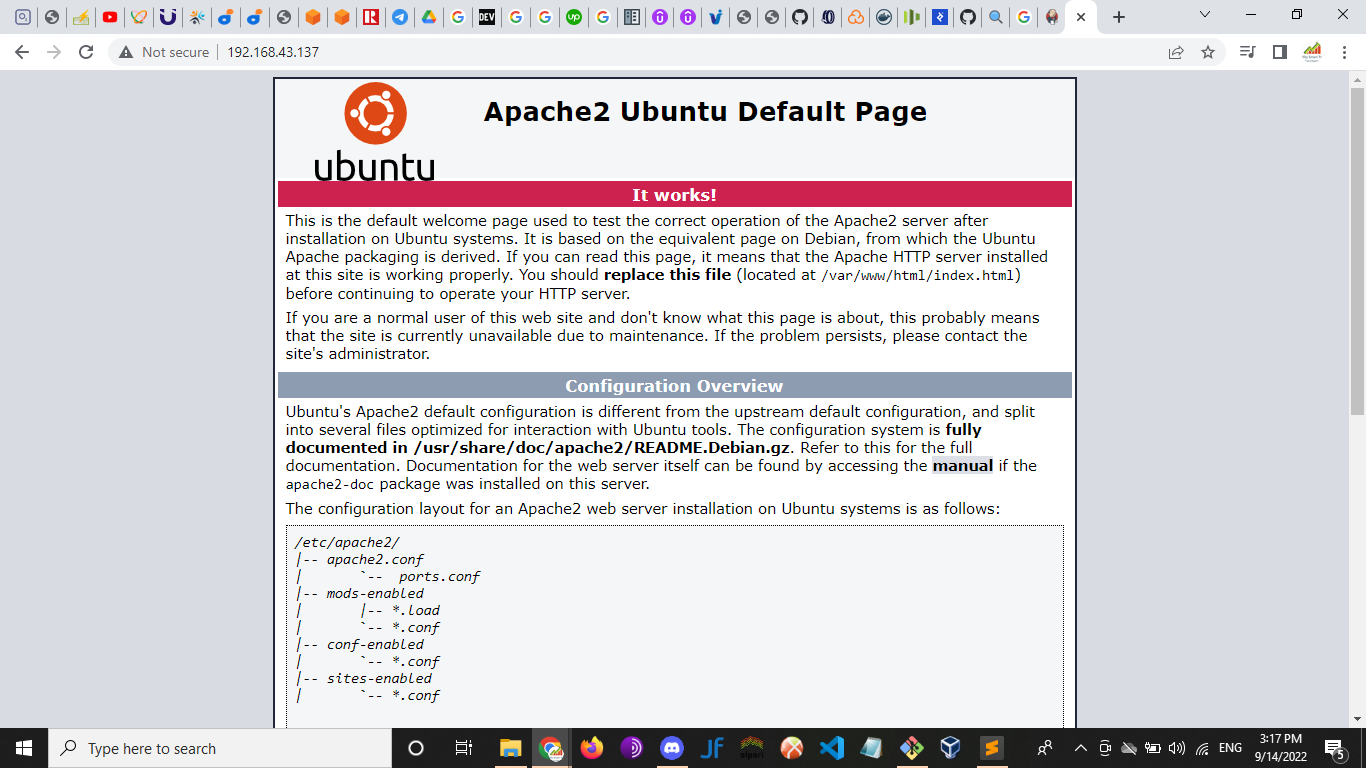 DEV
up
Not secure
192.168.43.137
ubuntu
Apache2 Ubuntu Default Page
It works!
This is the default welcome page used to test the correct operation of the Apache2 server after
installation on Ubuntu systems. It is based on the equivalent page on Debian, from which the Ubuntu
Apache packaging is derived. If you can read this page, it means that the Apache HTTP server installed
at this site is working properly. You should replace this file (located at /var/www/html/index.html)
before continuing to operate your HTTP server.
If you are a normal user of this web site and don't know what this page is about, this probably means
that the site is currently unavailable due to maintenance. If the problem persists, please contact the
site's administrator.
Configuration Overview
Ubuntu's Apache2 default configuration is different from the upstream default configuration, and split
into several files optimized for interaction with Ubuntu tools. The configuration system is fully
documented in /usr/share/doc/apache2/README.Debian.gz. Refer to this for the full
documentation. Documentation for the web server itself can be found by accessing the manual if the
apache2-doc package was installed on this server.
The configuration layout for an Apache2 web server installation on Ubuntu systems is as follows:
/etc/apache2/
|-- apache2.conf
|       `--  ports.conf
|-- mods-enabled
|       |-- *.load
|       `-- *.conf
|-- conf-enabled
|       `-- *.conf
|-- sites-enabled
|       `-- *.conf
Type here to search
JF
ENG
3:17 PM
9/14/2022
5